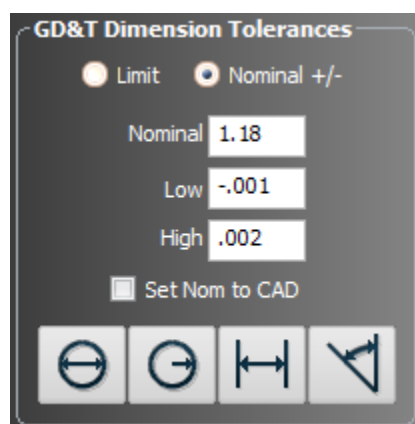 GD&T Dimension Tolerances
Limit Nominal +/-
Nominal 1.18
Low -.001
High .002
Set Nom to CAD